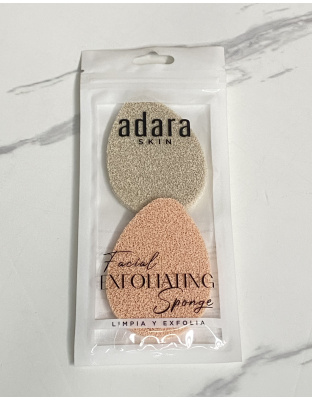 adara
SKIN
Facial
EXFOLIATING
Sponge
LIMPIA Y EXFOLIA